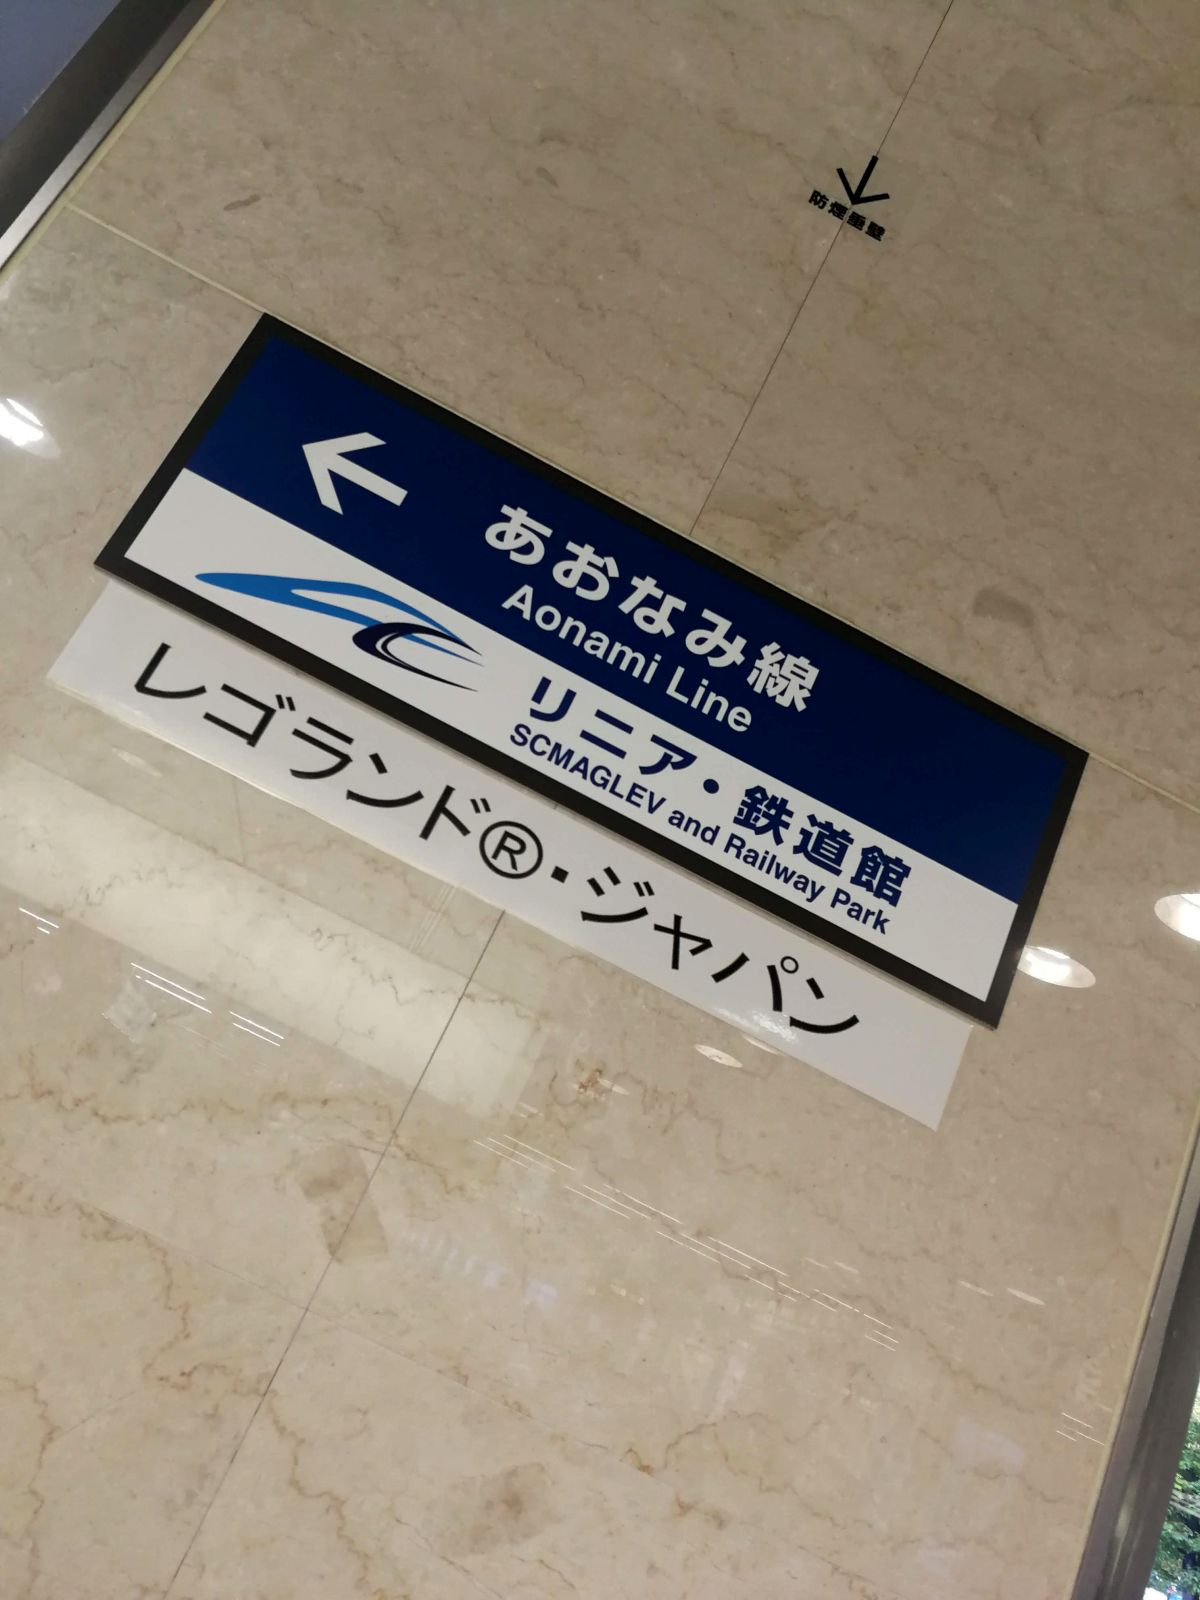 防煙垂壁
あおなみ線
Aonami Line
リニア・鉄道館
SCMAGLEV and Railway Park
レゴランド®・ジャパン